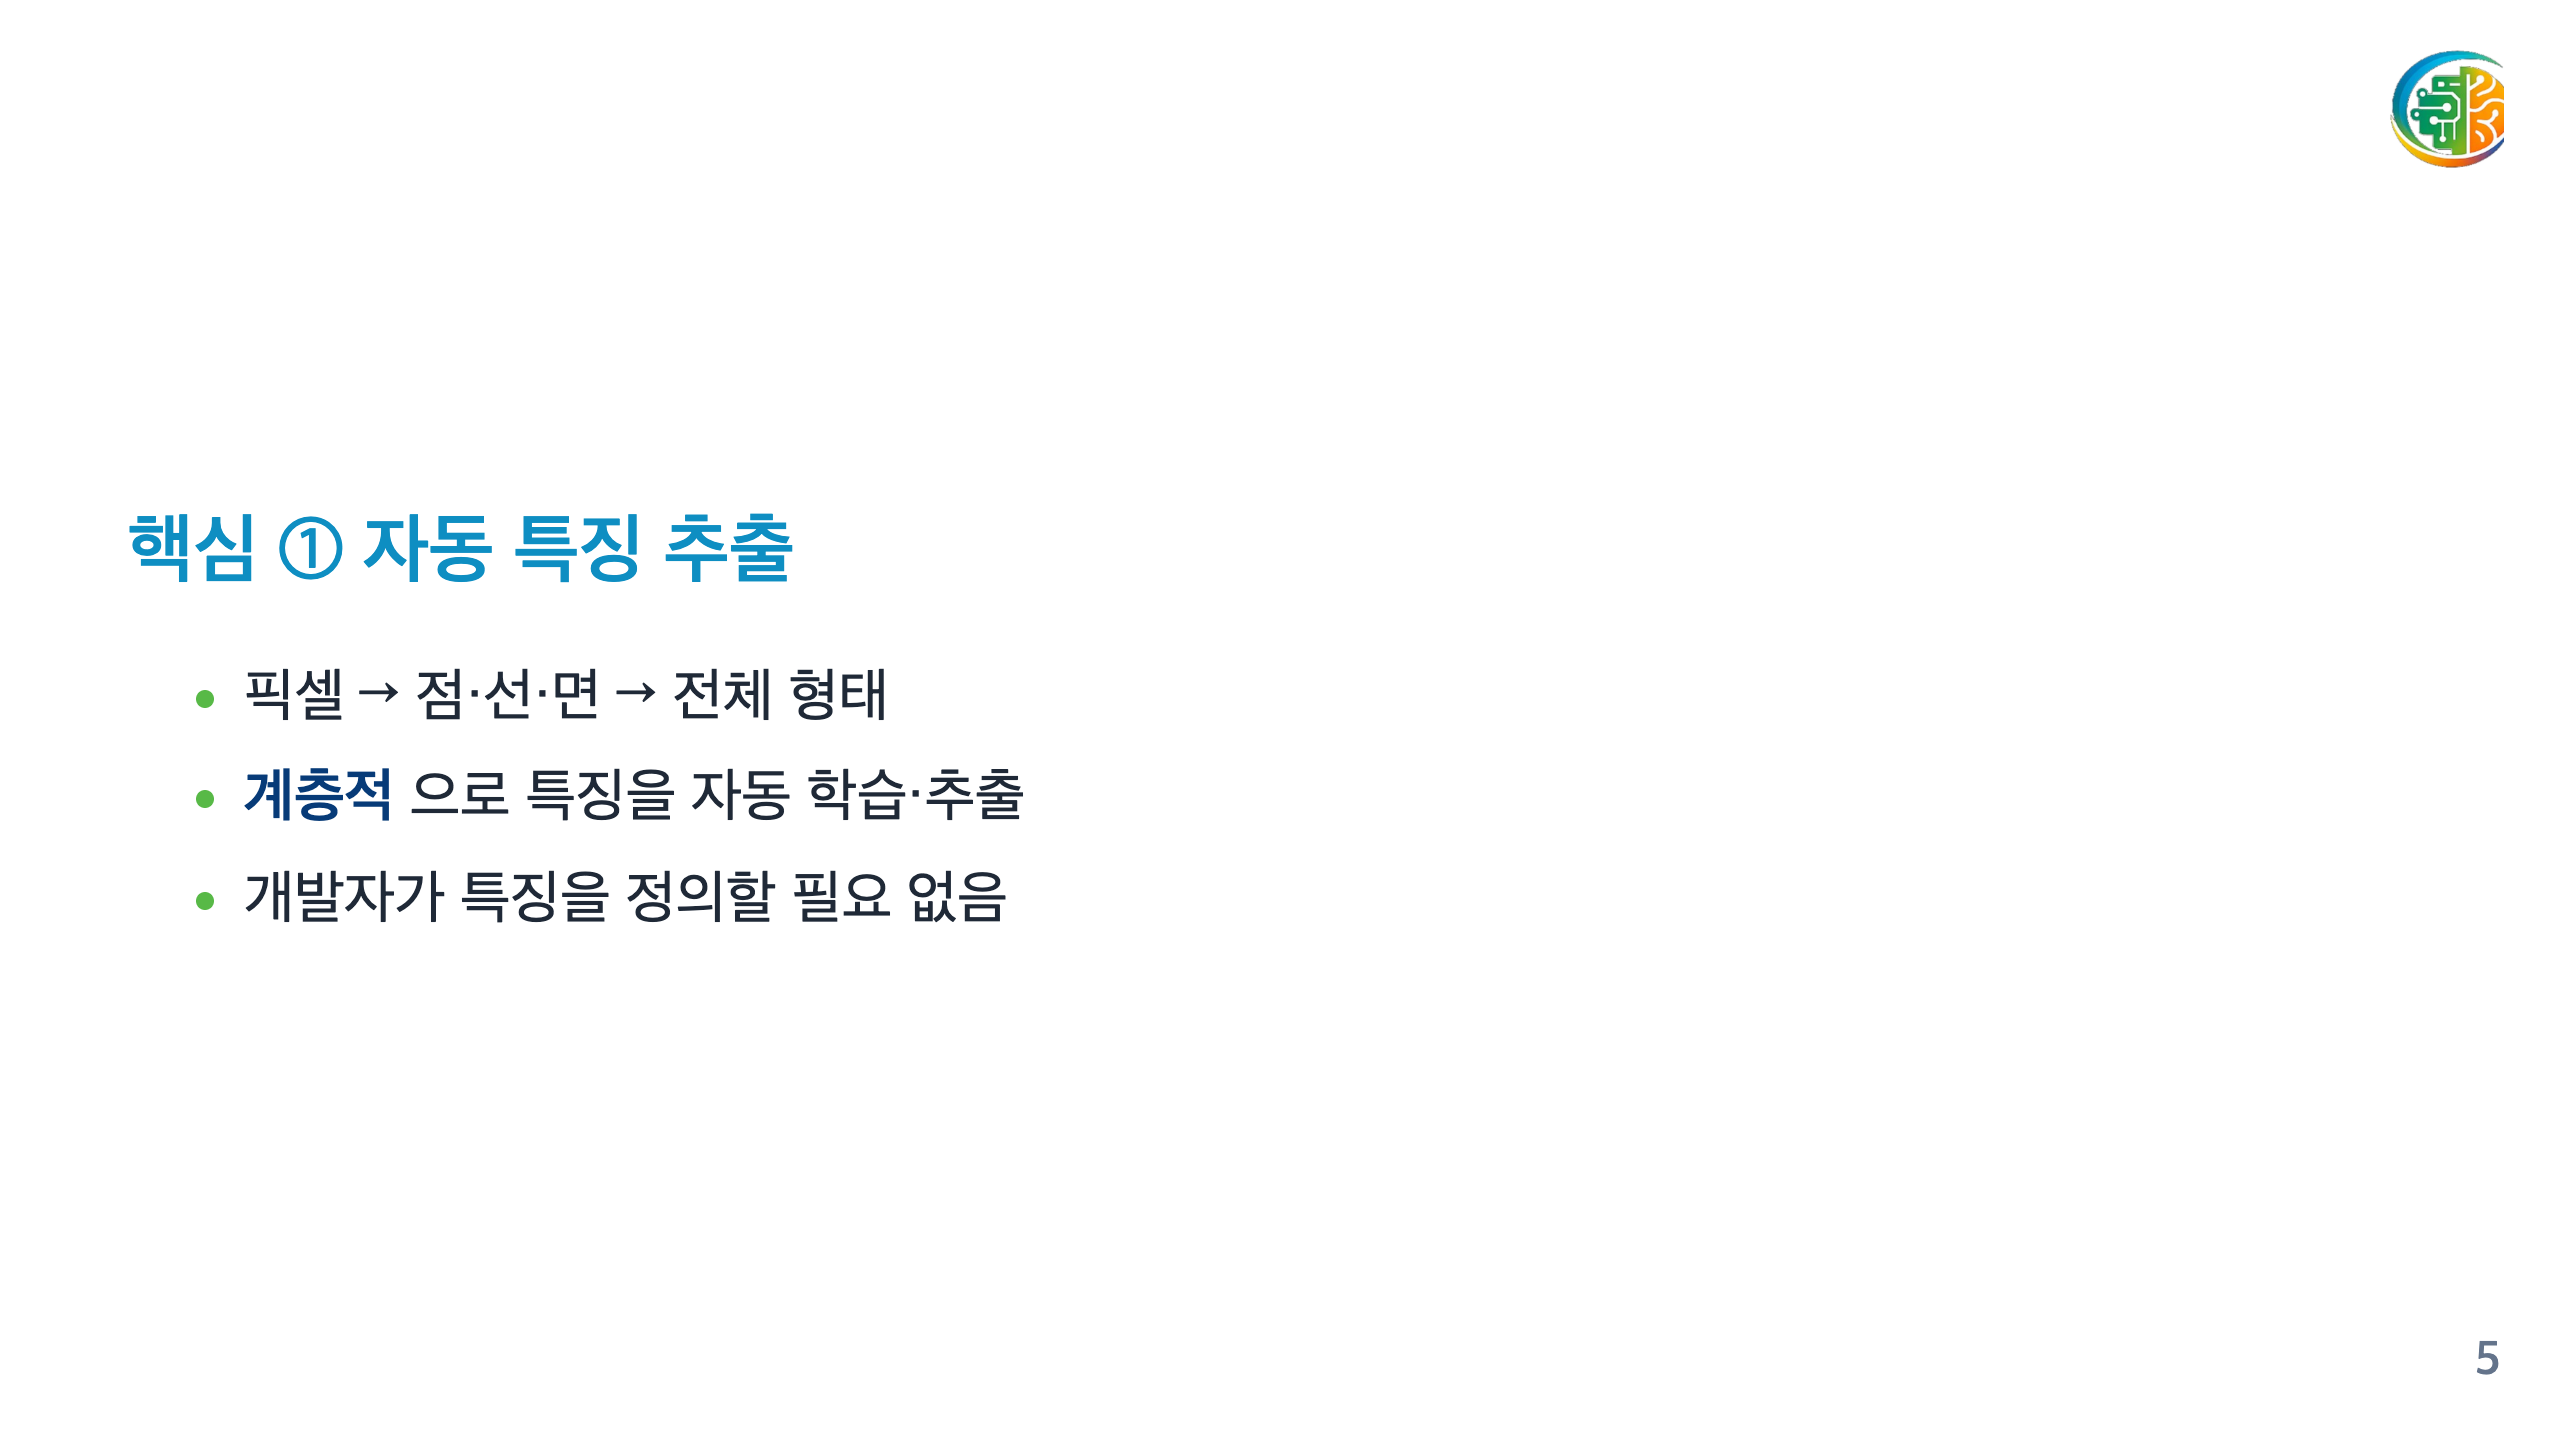 핵심 ① 자동 특징 추출
• 픽셀 → 점·선·면 → 전체 형태
• 계층적 으로 특징을 자동 학습·추출
• 개발자가 특징을 정의할 필요 없음
5